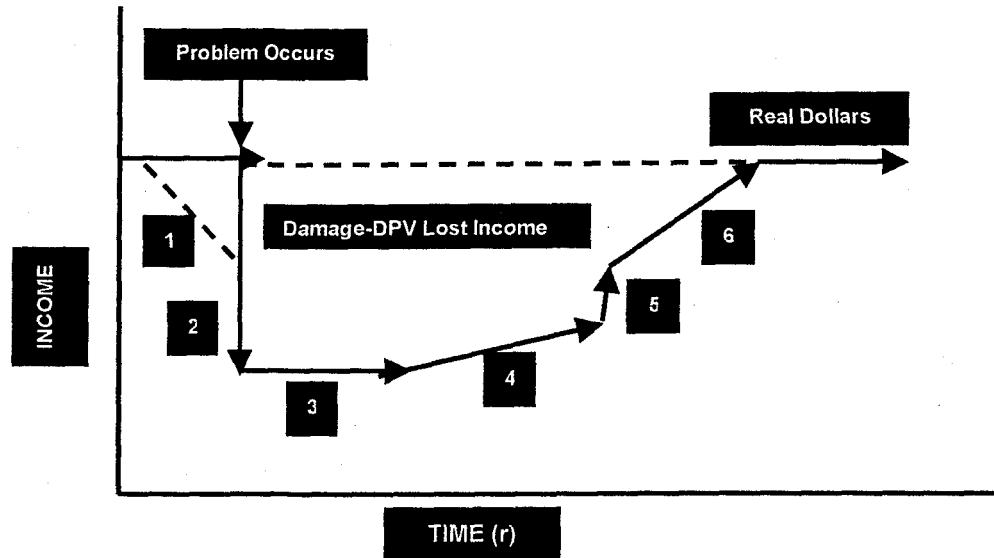 Problem Occurs
Real Dollars
Damage-DPV Lost Income
1
6
5
2
INCOME
4
3
TIME (r)